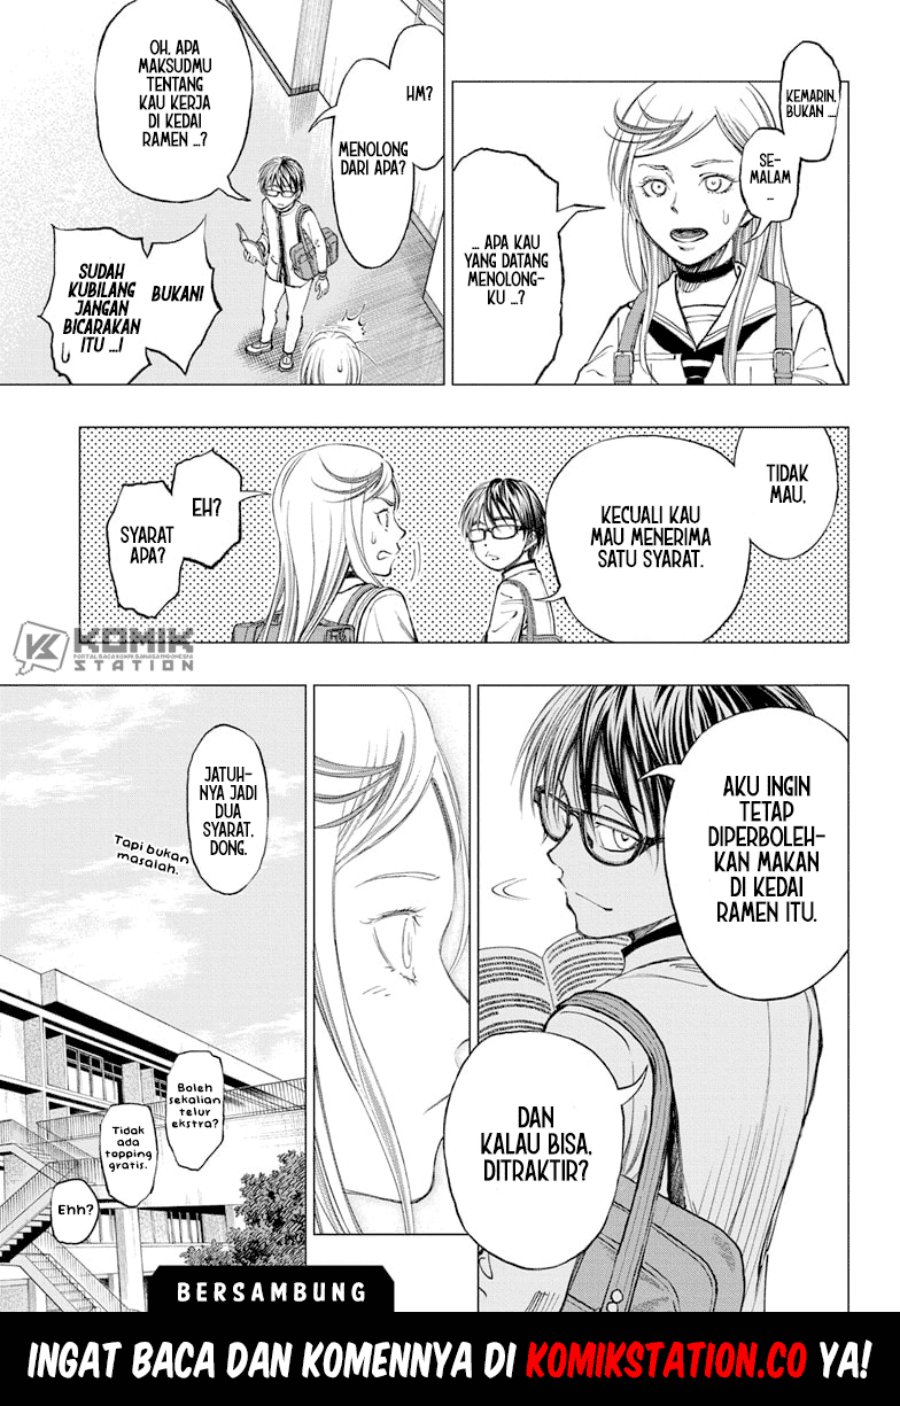 KEMARIN,
BUKAN ...
SE-
MALAM
..
... APA KAU
YANG DATANG
MENOLONG-
KU ...?
HM?
MENOLONG
DARI APA?
OH, APA
MAKSUDMU
TENTANG
KAU KERJA
DI KEDAI
RAMEN ...?
BUKAN!
SUDAH
KUBILANG
JANGAN
BICARAKAN
ITU ...!
TIDAK
MAU,
KECUALI KAU
MAU MENERIMA
SATU SYARAT.
EH?
SYARAT
APA?
KOMIK
STATION
AKU INGIN
TETAP
DIPERBOLEH-
KAN MAKAN
DI KEDAI
RAMEN ITU.
DAN
KALAU BISA,
DITRAKTIR?
JATUH-
NYA JADI
DUA
SYARAT,
DONG.
Tapi bukan
masalah.
Boleh
sekalian
telur
ekstra?
Tidak
ada
topping
gratis.
Ehh?
BERSAMBUNG
INGAT BACA DAN KOMENNYA DI KOMIKSTATION.CO YA!